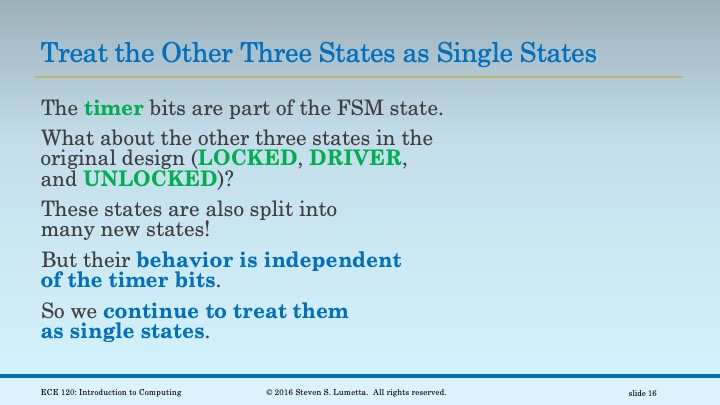 Treat the Other Three States as Single States
The timer bits are part of the FSM state.
What about the other three states in the
original design (LOCKED, DRIVER,
and UNLOCKED)?
These states are also split into
many new states!
But their behavior is independent
of the timer bits.
So we continue to treat them
as single states.
ECE 120: Introduction to Computing
© 2016 Steven S. Lumetta.  All rights reserved.
slide 16